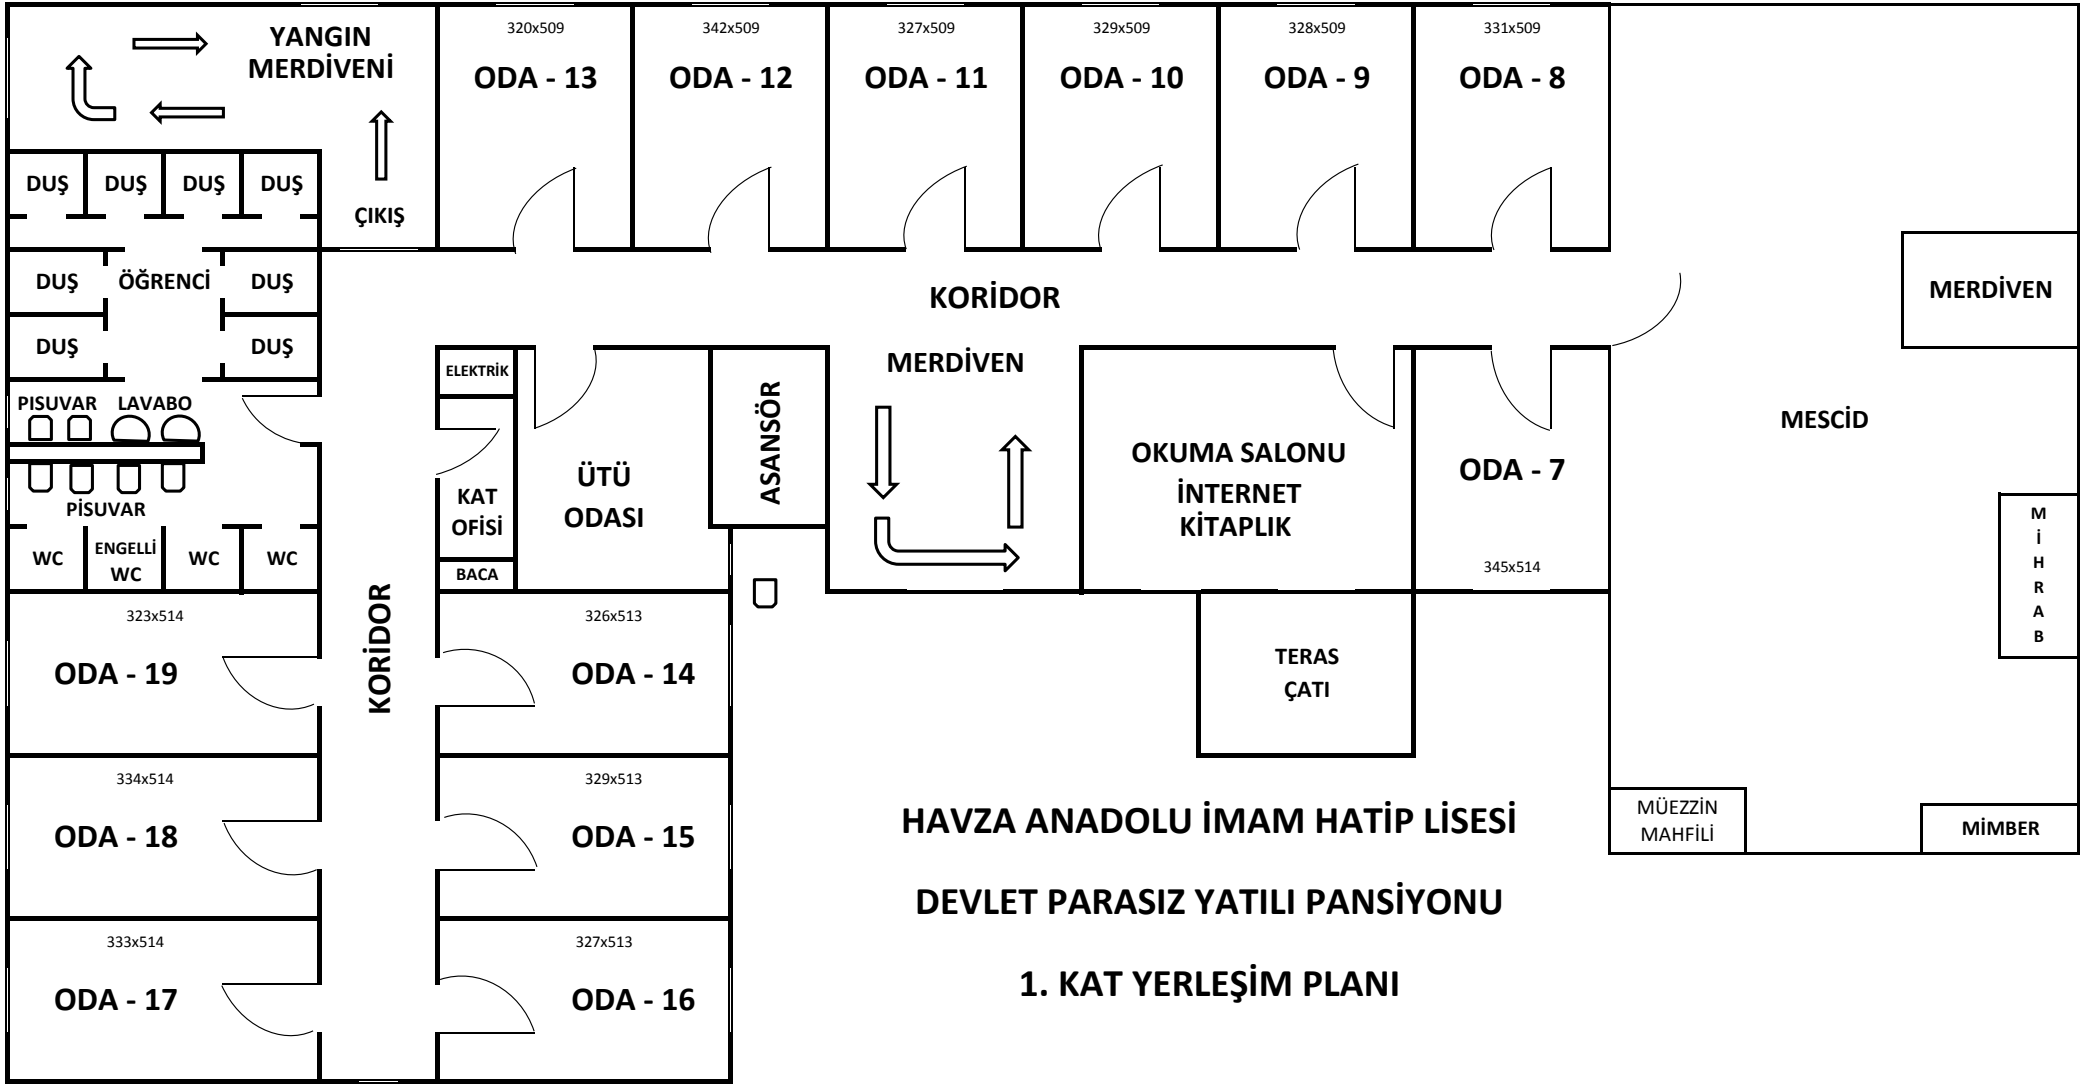 YANGIN
MERDİVENİ
ÇIKIŞ
320x509
ODA - 13
342x509
ODA - 12
327x509
ODA - 11
329x509
ODA - 10
328x509
ODA - 9
331x509
ODA - 8
DUŞ
DUŞ
DUŞ
DUŞ
DUŞ
ÖĞRENCİ
DUŞ
DUŞ
DUŞ
KORİDOR
MERDİVEN
MERDİVEN
ELEKTRİK
PISUVAR
LAVABO
PİSUVAR
WC
ENGELLİ
WC
WC
WC
KAT
OFİSİ
BACA
ÜTÜ
ODASI
ASANSÖR
OKUMA SALONU
İNTERNET
KİTAPLIK
ODA - 7
345x514
MESCİD
M
İ
H
R
A
B
KORİDOR
323x514
ODA - 19
326x513
ODA - 14
TERAS
ÇATI
334x514
ODA - 18
329x513
ODA - 15
MÜEZZİN
MAHFİLİ
MİMBER
333x514
ODA - 17
327x513
ODA - 16
HAVZA ANADOLU İMAM HATİP LİSESİ
DEVLET PARASIZ YATILI PANSİYONU
1. KAT YERLEŞİM PLANI